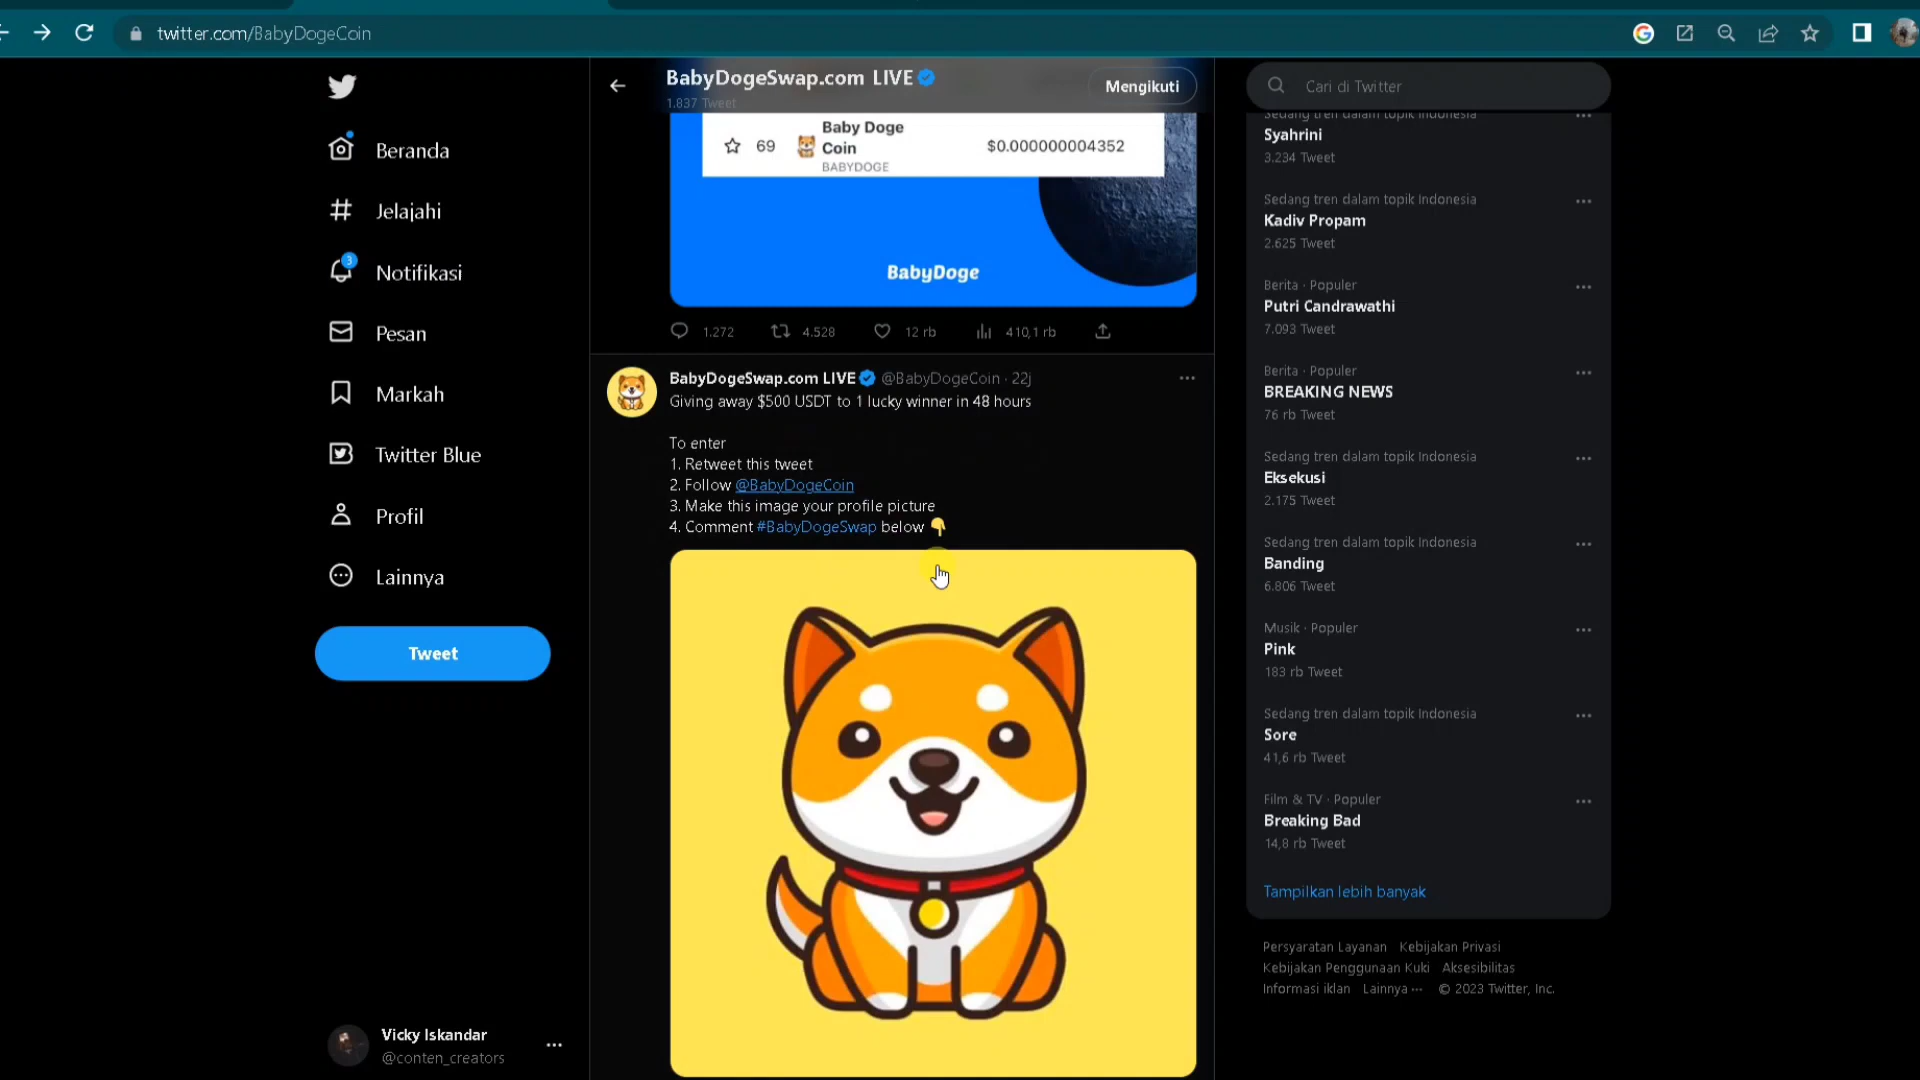 twitter.com/BabyDogeCoin
Beranda
Jelajahi
3
Notifikasi
Pesan
Markah
Twitter Blue
Profil
Lainnya
Tweet
Vicky Iskandar
@conten_creators
BabyDogeSwap.com LIVE
1.837 Tweet
Mengikuti
69
Baby Doge
Coin
BABYDOGE
$0.000000004352
BabyDoge
1.272 4.528 12 rb 410,1 rb
BabyDogeSwap.com LIVE @BabyDogeCoin · 22j
Giving away $500 USDT to 1 lucky winner in 48 hours
To enter
1. Retweet this tweet
2. Follow @BabyDogeCoin
3. Make this image your profile picture
4. Comment #BabyDogeSwap below
Cari di Twitter
Sedang tren dalam topik Indonesia
Syahrini
3.234 Tweet
Sedang tren dalam topik Indonesia
Kadiv Propam
2.625 Tweet
Berita · Populer
Putri Candrawathi
7.093 Tweet
Berita · Populer
BREAKING NEWS
76 rb Tweet
Sedang tren dalam topik Indonesia
Eksekusi
2.175 Tweet
Sedang tren dalam topik Indonesia
Banding
6.806 Tweet
Musik · Populer
Pink
183 rb Tweet
Sedang tren dalam topik Indonesia
Sore
41,6 rb Tweet
Film & TV · Populer
Breaking Bad
14,8 rb Tweet
Tampilkan lebih banyak
Persyaratan Layanan Kebijakan Privasi
Kebijakan Penggunaan Kuki Aksesibilitas
Informasi iklan Lainnya ··· © 2023 Twitter, Inc.